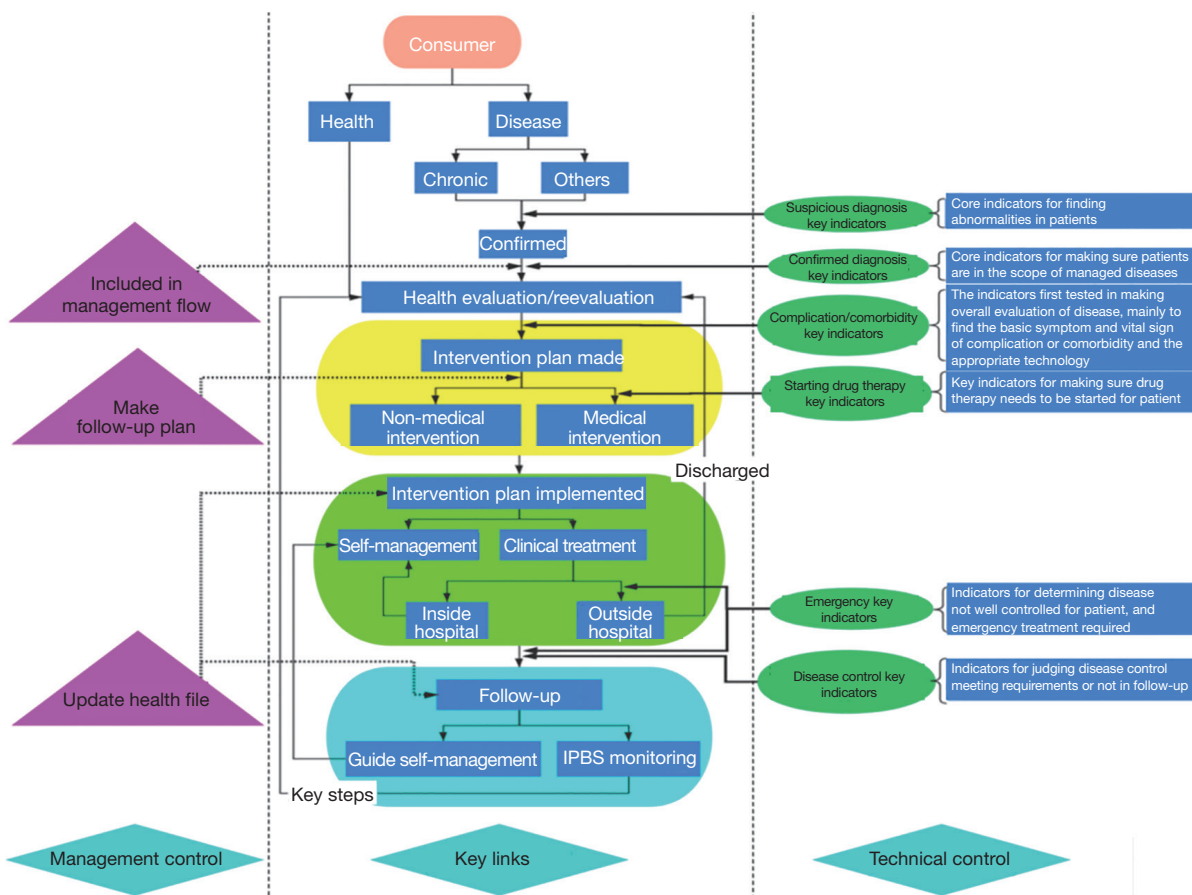 Consumer
Health
Disease
Chronic
Others
Suspicious diagnosis
key indicators
Core indicators for finding
abnormalities in patients
Confirmed
Included in
management flow
Confirmed diagnosis
key indicators
Core indicators for making sure patients
are in the scope of managed diseases
Health evaluation/reevaluation
Complication/comorbidity
key indicators
The indicators first tested in making
overall evaluation of disease, mainly to
find the basic symptom and vital sign
of complication or comorbidity and the
appropriate technology
Intervention plan made
Make
follow-up plan
Starting drug therapy
key indicators
Key indicators for making sure drug
therapy needs to be started for patient
Non-medical
intervention
Medical
intervention
Discharged
Intervention plan implemented
Self-management
Clinical treatment
Inside
hospital
Outside
hospital
Emergency key
indicators
Indicators for determining disease
not well controlled for patient, and
emergency treatment required
Update health file
Disease control key
indicators
Indicators for judging disease control
meeting requirements or not in follow-up
Follow-up
Guide self-management
IPBS monitoring
Key steps
Management control
Key links
Technical control